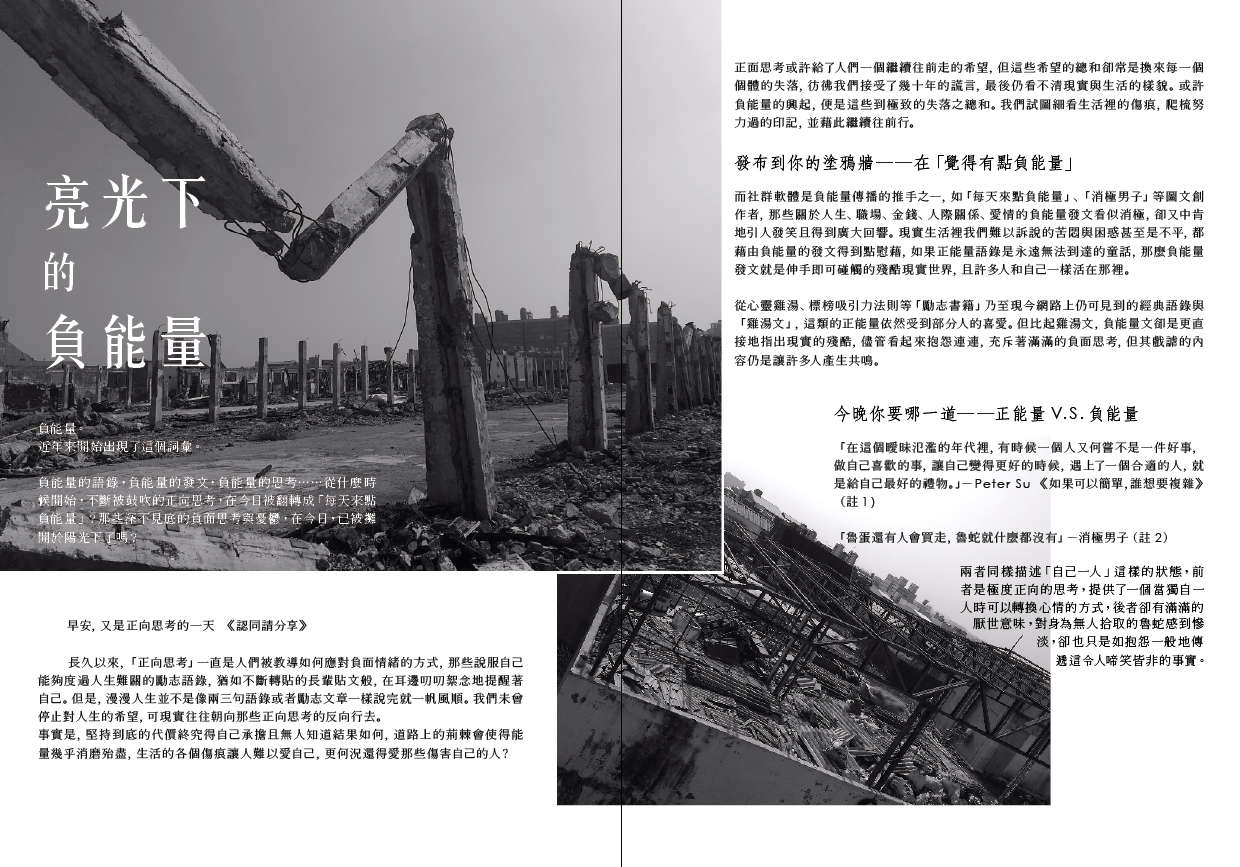 亮光下
的
負能量
負能量
近年來開始出現了這個詞彙。
負能量的語錄，負能量的發文，負能量的思考……從什麼時
候開始，不斷被鼓吹的正向思考，在今日被翻轉成「每天來點
負能量」？那些深不見底的負面思考與憂鬱，在今日，已被攤
開於陽光下了嗎？
早安, 又是正向思考的一天 《認同請分享》
長久以來,「正向思考」一直是人們被教導如何應對負面情緒的方式, 那些說服自己
能夠度過人生難關的勵志語錄, 猶如不斷轉貼的長輩貼文般, 在耳邊叨叨絮念地提醒著
自己。但是, 漫漫人生並不是像兩三句語錄或者勵志文章一樣說完就一帆風順。我們未曾
停止對人生的希望, 可現實往往朝向那些正向思考的反向行去。
事實是, 堅持到底的代價終究得自己承擔且無人知道結果如何, 道路上的荊棘會使得能
量幾乎消磨殆盡, 生活的各個傷痕讓人難以愛自己, 更何況還得愛那些傷害自己的人？
正面思考或許給了人們一個繼續往前走的希望, 但這些希望的總和卻常是換來每一個
個體的失落, 彷彿我們接受了幾十年的謊言, 最後仍看不清現實與生活的樣貌。或許
負能量的興起, 便是這些到極致的失落之總和。我們試圖細看生活裡的傷痕, 爬梳努
力過的印記, 並藉此繼續往前行。
發布到你的塗鴉牆——在「覺得有點負能量」
而社群軟體是負能量傳播的推手之一, 如「每天來點負能量」、「消極男子」等圖文創
作者, 那些關於人生、職場、金錢、人際關係、愛情的負能量發文看似消極, 卻又中肯
地引人發笑且得到廣大回響。現實生活裡我們難以訴說的苦悶與困惑甚至是不平, 都
藉由負能量的發文得到點慰藉, 如果正能量語錄是永遠無法到達的童話, 那麼負能量
發文就是伸手即可碰觸的殘酷現實世界, 且許多人和自己一樣活在那裡。
從心靈雞湯、標榜吸引力法則等「勵志書籍」乃至現今網路上仍可見到的經典語錄與
「雞湯文」, 這類的正能量依然受到部分人的喜愛。但比起雞湯文, 負能量文卻是更直
接地指出現實的殘酷, 儘管看起來抱怨連連, 充斥著滿滿的負面思考, 但其戲謔的內
容仍是讓許多人產生共鳴。
今晚你要哪一道——正能量 V.S. 負能量
「在這個曖昧氾濫的年代裡, 有時候一個人又何嘗不是一件好事,
做自己喜歡的事, 讓自己變得更好的時候, 遇上了一個合適的人, 就
是給自己最好的禮物。」－Peter Su 《如果可以簡單,誰想要複雜》
（註 1）
「魯蛋還有人會買走, 魯蛇就什麼都沒有」－消極男子（註 2）
兩者同樣描述「自己一人」這樣的狀態，前
者是極度正向的思考，提供了一個當獨自一
人時可以轉換心情的方式，後者卻有滿滿的
厭世意味，對身為無人拾取的魯蛇感到慘
淡，卻也只是如抱怨一般地傳
遞這令人啼笑皆非的事實。